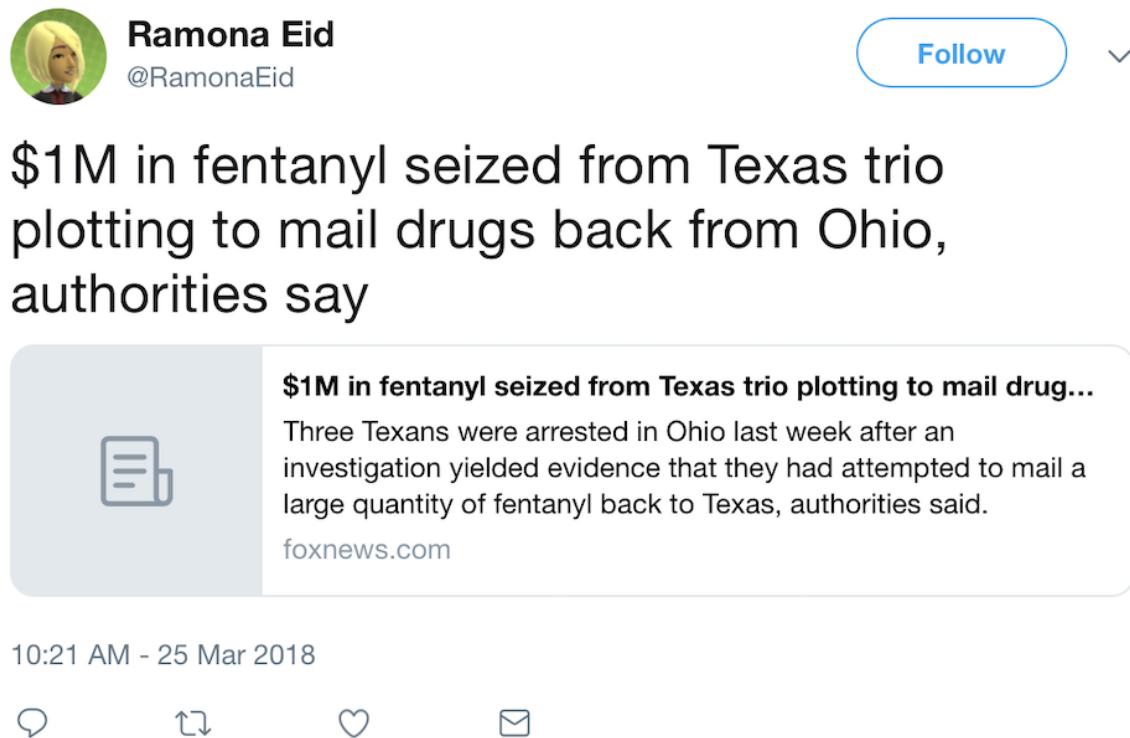 Ramona Eid
@RamonaEid
Follow
$1M in fentanyl seized from Texas trio
plotting to mail drugs back from Ohio,
authorities say
$1M in fentanyl seized from Texas trio plotting to mail drug...
Three Texans were arrested in Ohio last week after an
investigation yielded evidence that they had attempted to mail a
large quantity of fentanyl back to Texas, authorities said.
foxnews.com
10:21 AM - 25 Mar 2018